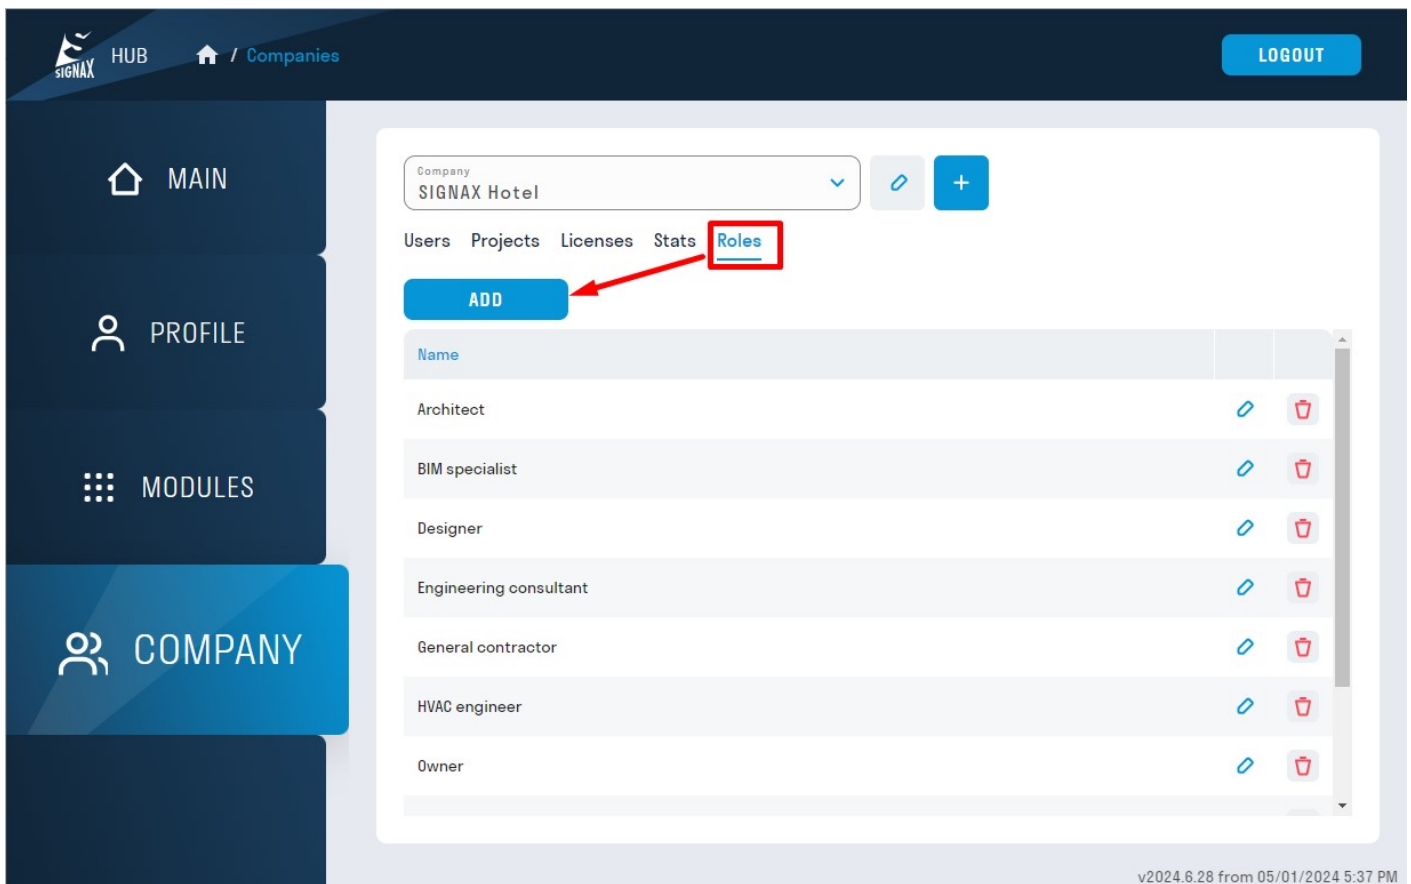 SIGNAX HUB / Companies LOGOUT
MAIN
PROFILE
MODULES
COMPANY
Company
SIGNAX Hotel
+
Users Projects Licenses Stats Roles
ADD
Name
Architect
BIM specialist
Designer
Engineering consultant
General contractor
HVAC engineer
Owner
v2024.6.28 from 05/01/2024 5:37 PM